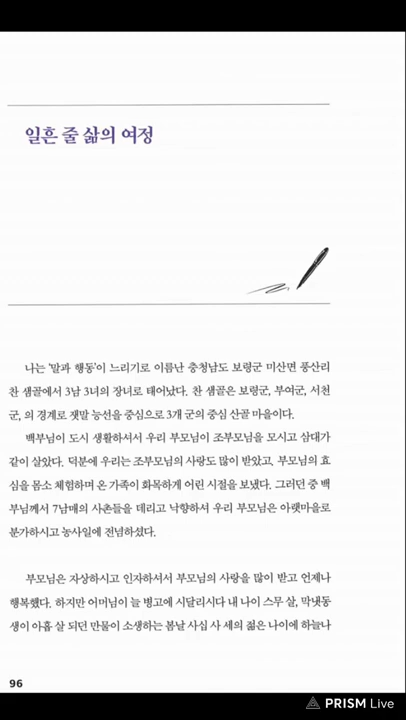 일흔 줄 삶의 여정
나는 '말과 행동'이 느리기로 이름난 충청남도 보령군 미산면 풍산리
찬 샘골에서 3남 3녀의 장녀로 태어났다. 찬 샘골은 보령군, 부여군, 서천
군, 의 경계로 잿말 능선을 중심으로 3개 군의 중심 산골 마을이다.
백부님이 도시 생활하셔서 우리 부모님이 조부모님을 모시고 삼대가
같이 살았다. 덕분에 우리는 조부모님의 사랑도 많이 받았고, 부모님의 효
심을 몸소 체험하며 온 가족이 화목하게 어린 시절을 보냈다. 그러던 중 백
부님께서 7남매의 사촌들을 데리고 낙향하셔 우리 부모님은 아랫마을로
분가하시고 농사일에 전념하셨다.
부모님은 자상하시고 인자하셔서 부모님의 사랑을 많이 받고 언제나
행복했다. 하지만 어머님이 늘 병고에 시달리시다 내 나이 스무 살, 막냇동
생이 아홉 살 되던 만물이 소생하는 봄날 사십 사 세의 젊은 나이에 하늘나
96
PRISM Live